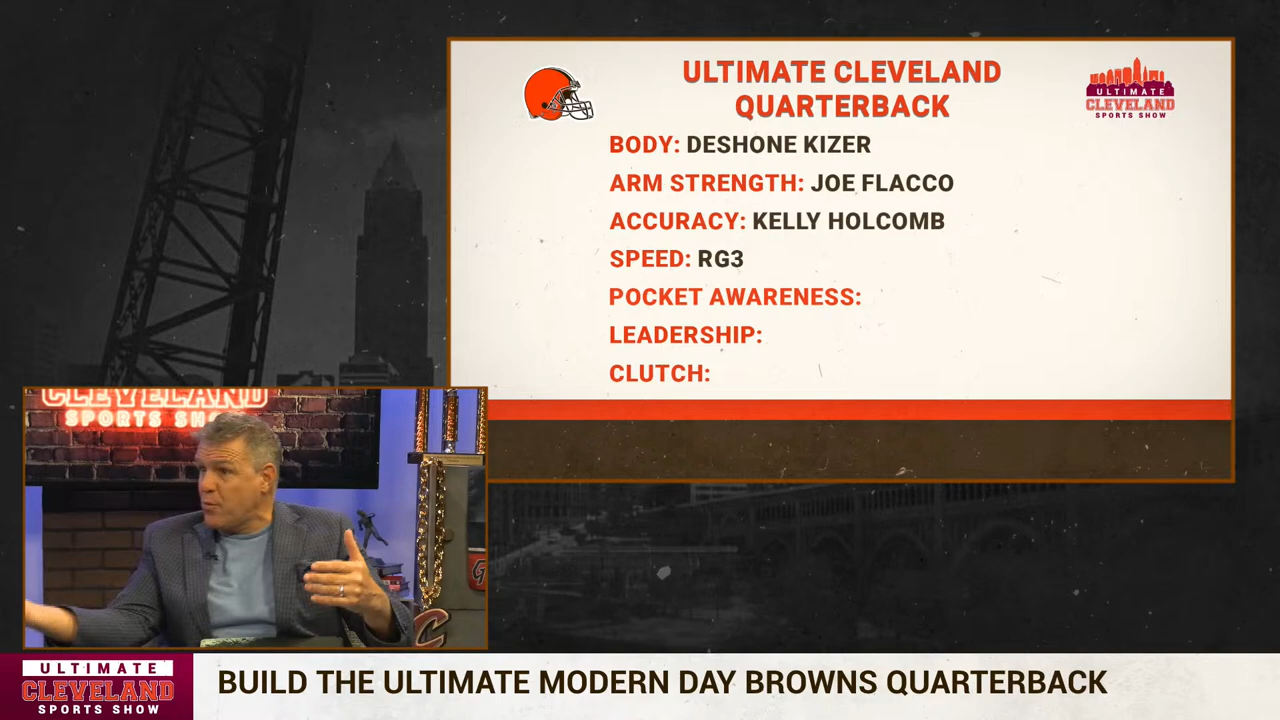 ULTIMATE CLEVELAND
QUARTERBACK
ULTIMATE
CLEVELAND
SPORTS SHOW
BODY: DESHONE KIZER
ARM STRENGTH: JOE FLACCO
ACCURACY: KELLY HOLCOMB
SPEED: RG3
POCKET AWARENESS:
LEADERSHIP:
CLUTCH:
CLEVELAND
SPORTS SH
ULTIMATE
CLEVELAND
SPORTS SHOW
BUILD THE ULTIMATE MODERN DAY BROWNS QUARTERBACK